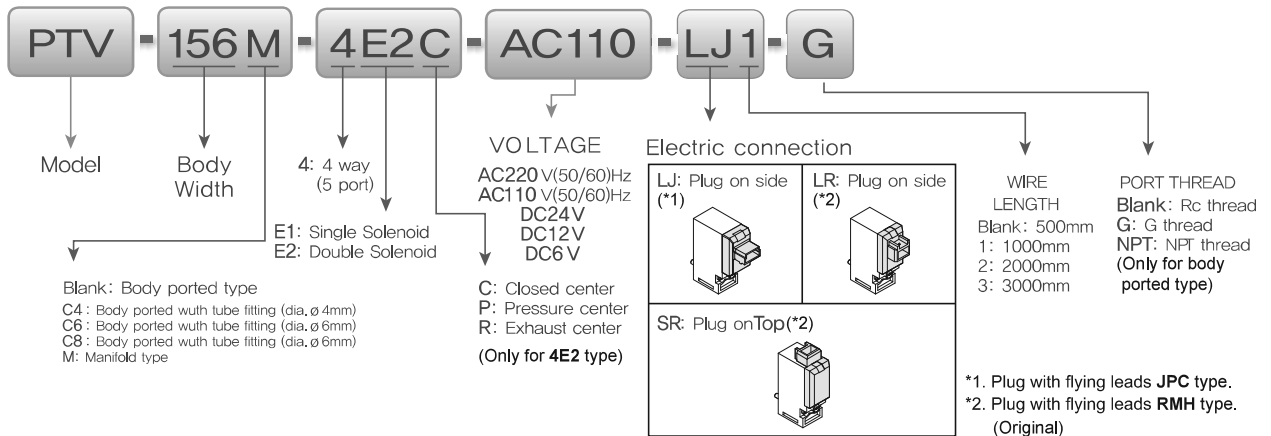 PTV - 156 M - 4E2C - AC110 - LJ1 - G
Model
Body
Width
Blank: Body ported type
C4 : Body ported wuth tube fitting (dia. ø 4mm)
C6 : Body ported wuth tube fitting (dia. ø 6mm)
C8 : Body ported wuth tube fitting (dia. ø 6mm)
M: Manifold type
4: 4 way
(5 port)
E1: Single Solenoid
E2: Double Solenoid
C: Closed center
P: Pressure center
R: Exhaust center
(Only for 4E2 type)
VOLTAGE
AC220 V(50/60)Hz
AC110 V(50/60)Hz
DC24V
DC12V
DC6 V
Electric connection
LJ: Plug on side
(*1)
LR: Plug on side
(*2)
SR: Plug onTop(*2)
WIRE
LENGTH
Blank: 500mm
1: 1000mm
2: 2000mm
3: 3000mm
PORT THREAD
Blank: Rc thread
G: G thread
NPT: NPT thread
(Only for body
ported type)
*1. Plug with flying leads JPC type.
*2. Plug with flying leads RMH type.
(Original)